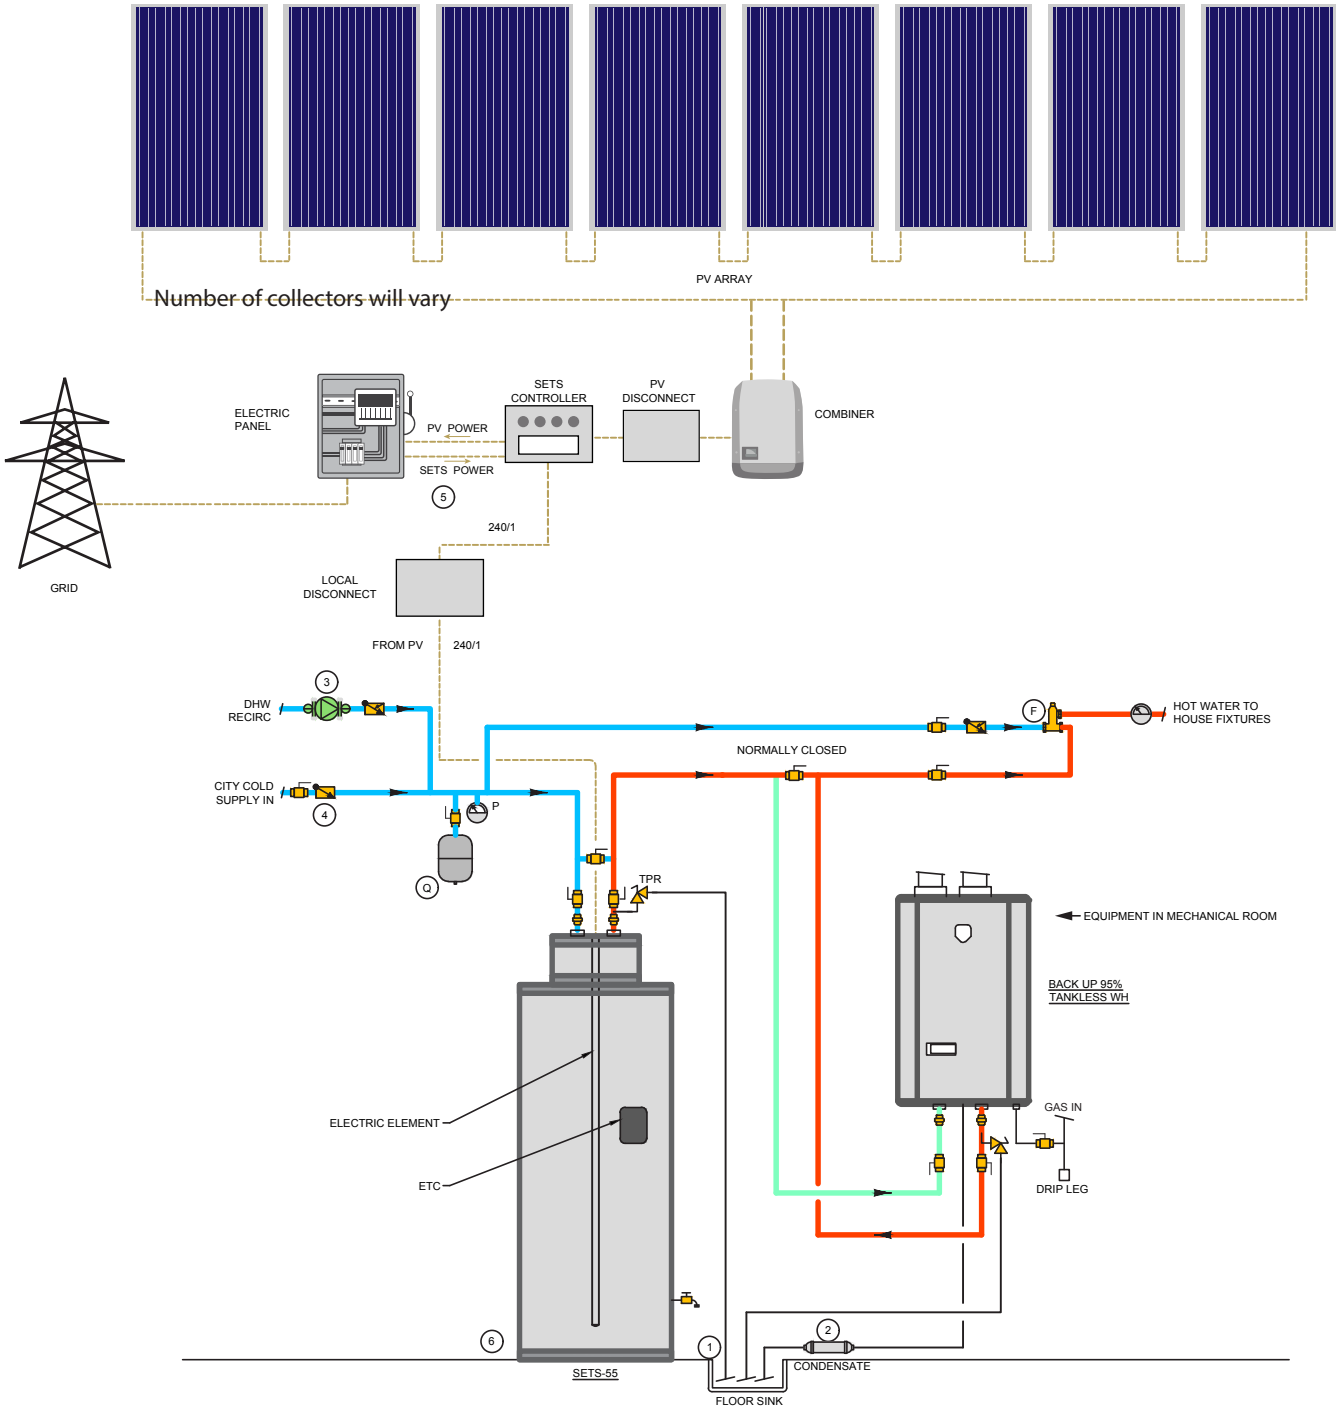 PV ARRAY
Number of collectors will vary
SETS
CONTROLLER
PV
DISCONNECT
COMBINER
ELECTRIC
PANEL
PV POWER
SETS POWER
5
240/1
GRID
LOCAL
DISCONNECT
FROM PV
240/1
3
DHW
RECIRC
F
HOT WATER TO
HOUSE FIXTURES
NORMALLY CLOSED
CITY COLD
SUPPLY IN
4
P
Q
TPR
EQUIPMENT IN MECHANICAL ROOM
BACK UP 95%
TANKLESS WH
ELECTRIC ELEMENT
ETC
GAS IN
DRIP LEG
6
1
2
CONDENSATE
SETS-55
FLOOR SINK